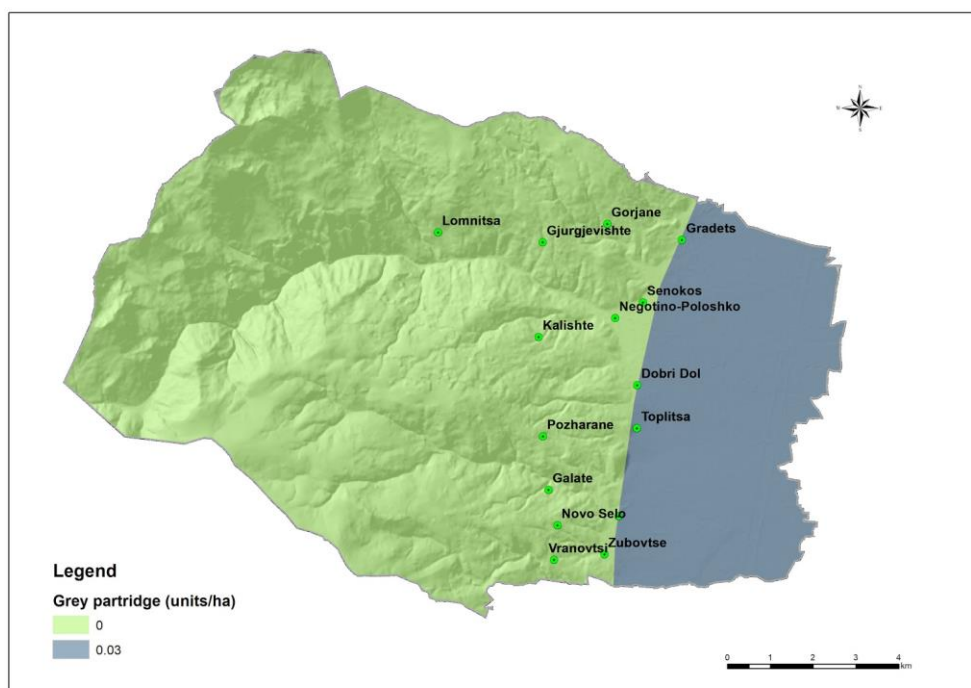 Gorjane
Lomnitsa
Gjurgjevishte
Gradets
Senokos
Negotino-Poloshko
Kalishte
Dobri Dol
Toplitsa
Pozharane
Galate
Novo Selo
Zubovtse
Vranovtsi
Legend
Grey partridge (units/ha)
0
0.03
0 1 2 3 4
km